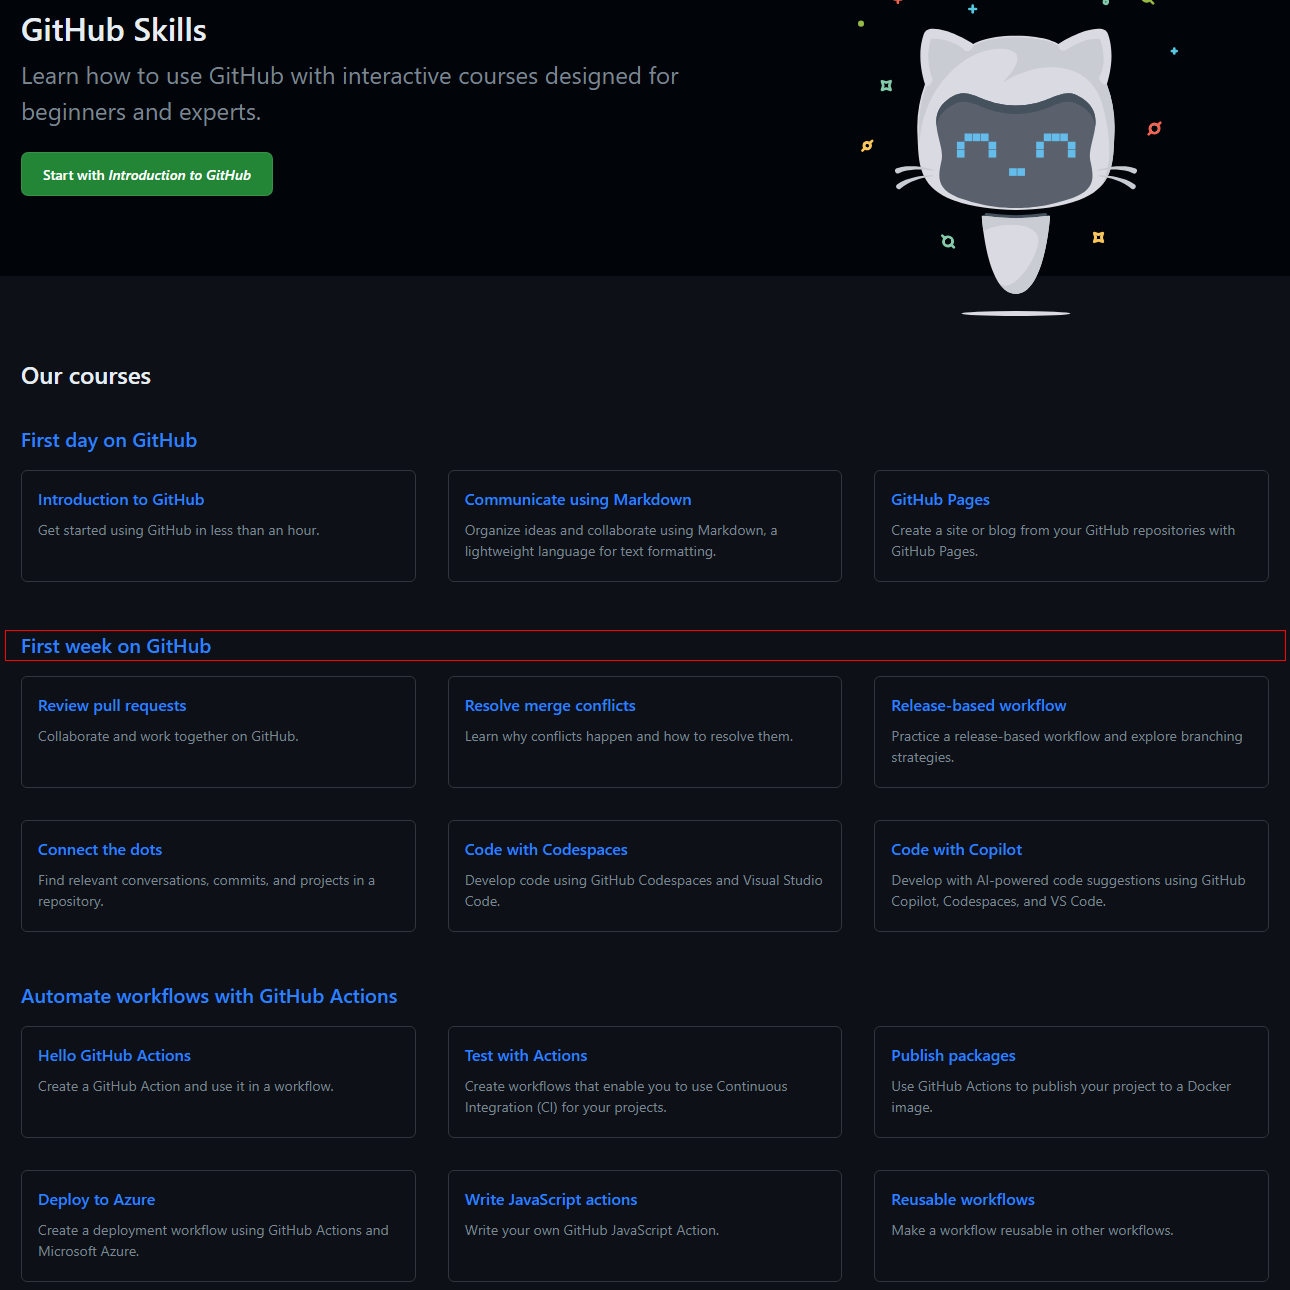 GitHub Skills
Learn how to use GitHub with interactive courses designed for
beginners and experts.
Start with Introduction to GitHub
Our courses
First day on GitHub
Introduction to GitHub
Get started using GitHub in less than an hour.
Communicate using Markdown
Organize ideas and collaborate using Markdown, a
lightweight language for text formatting.
GitHub Pages
Create a site or blog from your GitHub repositories with
GitHub Pages.
First week on GitHub
Review pull requests
Collaborate and work together on GitHub.
Resolve merge conflicts
Learn why conflicts happen and how to resolve them.
Release-based workflow
Practice a release-based workflow and explore branching
strategies.
Connect the dots
Find relevant conversations, commits, and projects in a
repository.
Code with Codespaces
Develop code using GitHub Codespaces and Visual Studio
Code.
Code with Copilot
Develop with AI-powered code suggestions using GitHub
Copilot, Codespaces, and VS Code.
Automate workflows with GitHub Actions
Hello GitHub Actions
Create a GitHub Action and use it in a workflow.
Test with Actions
Create workflows that enable you to use Continuous
Integration (CI) for your projects.
Publish packages
Use GitHub Actions to publish your project to a Docker
image.
Deploy to Azure
Create a deployment workflow using GitHub Actions and
Microsoft Azure.
Write JavaScript actions
Write your own GitHub JavaScript Action.
Reusable workflows
Make a workflow reusable in other workflows.